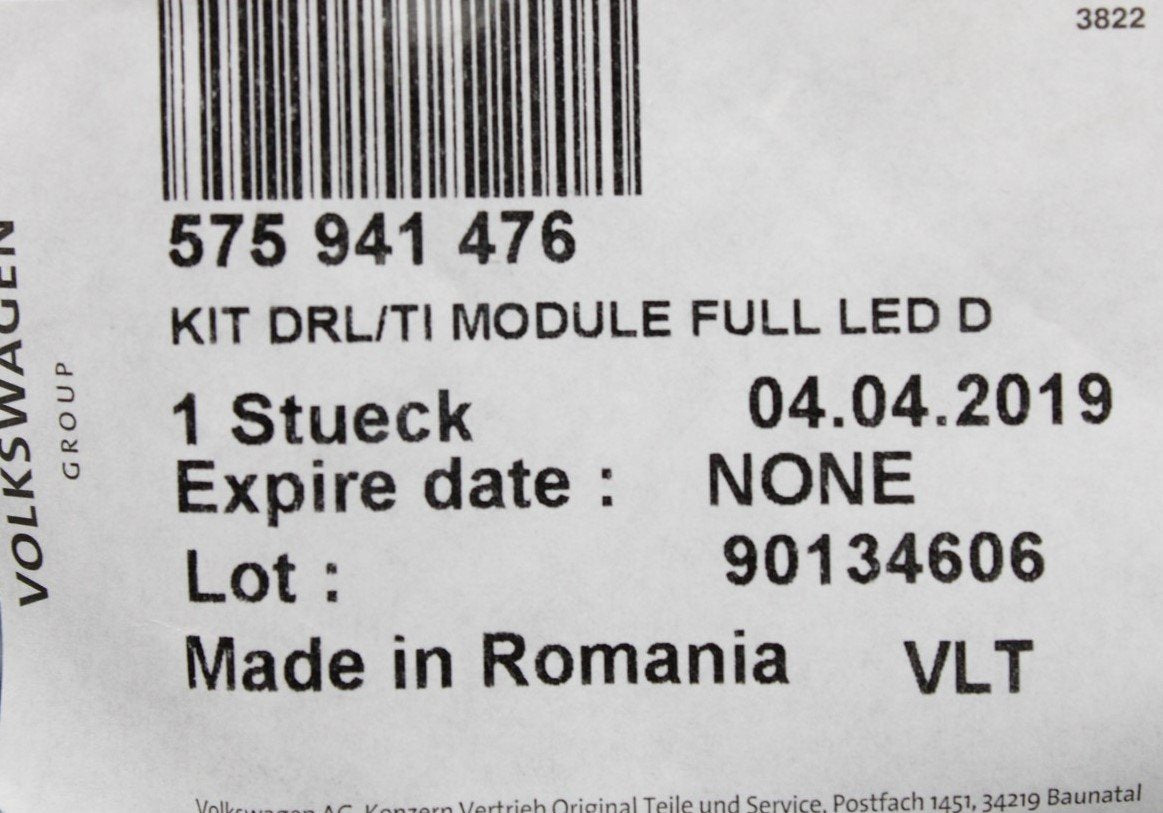 3822
575 941 476
KIT DRL/TI MODULE FULL LED D
1 Stueck 04.04.2019
Expire date : NONE
Lot : 90134606
Made in Romania VLT
VOLKSWAGEN
GROUP
Volkswagen AG, Konzern Vertrieb Original Teile und Service, Postfach 1451, 34219 Baunatal